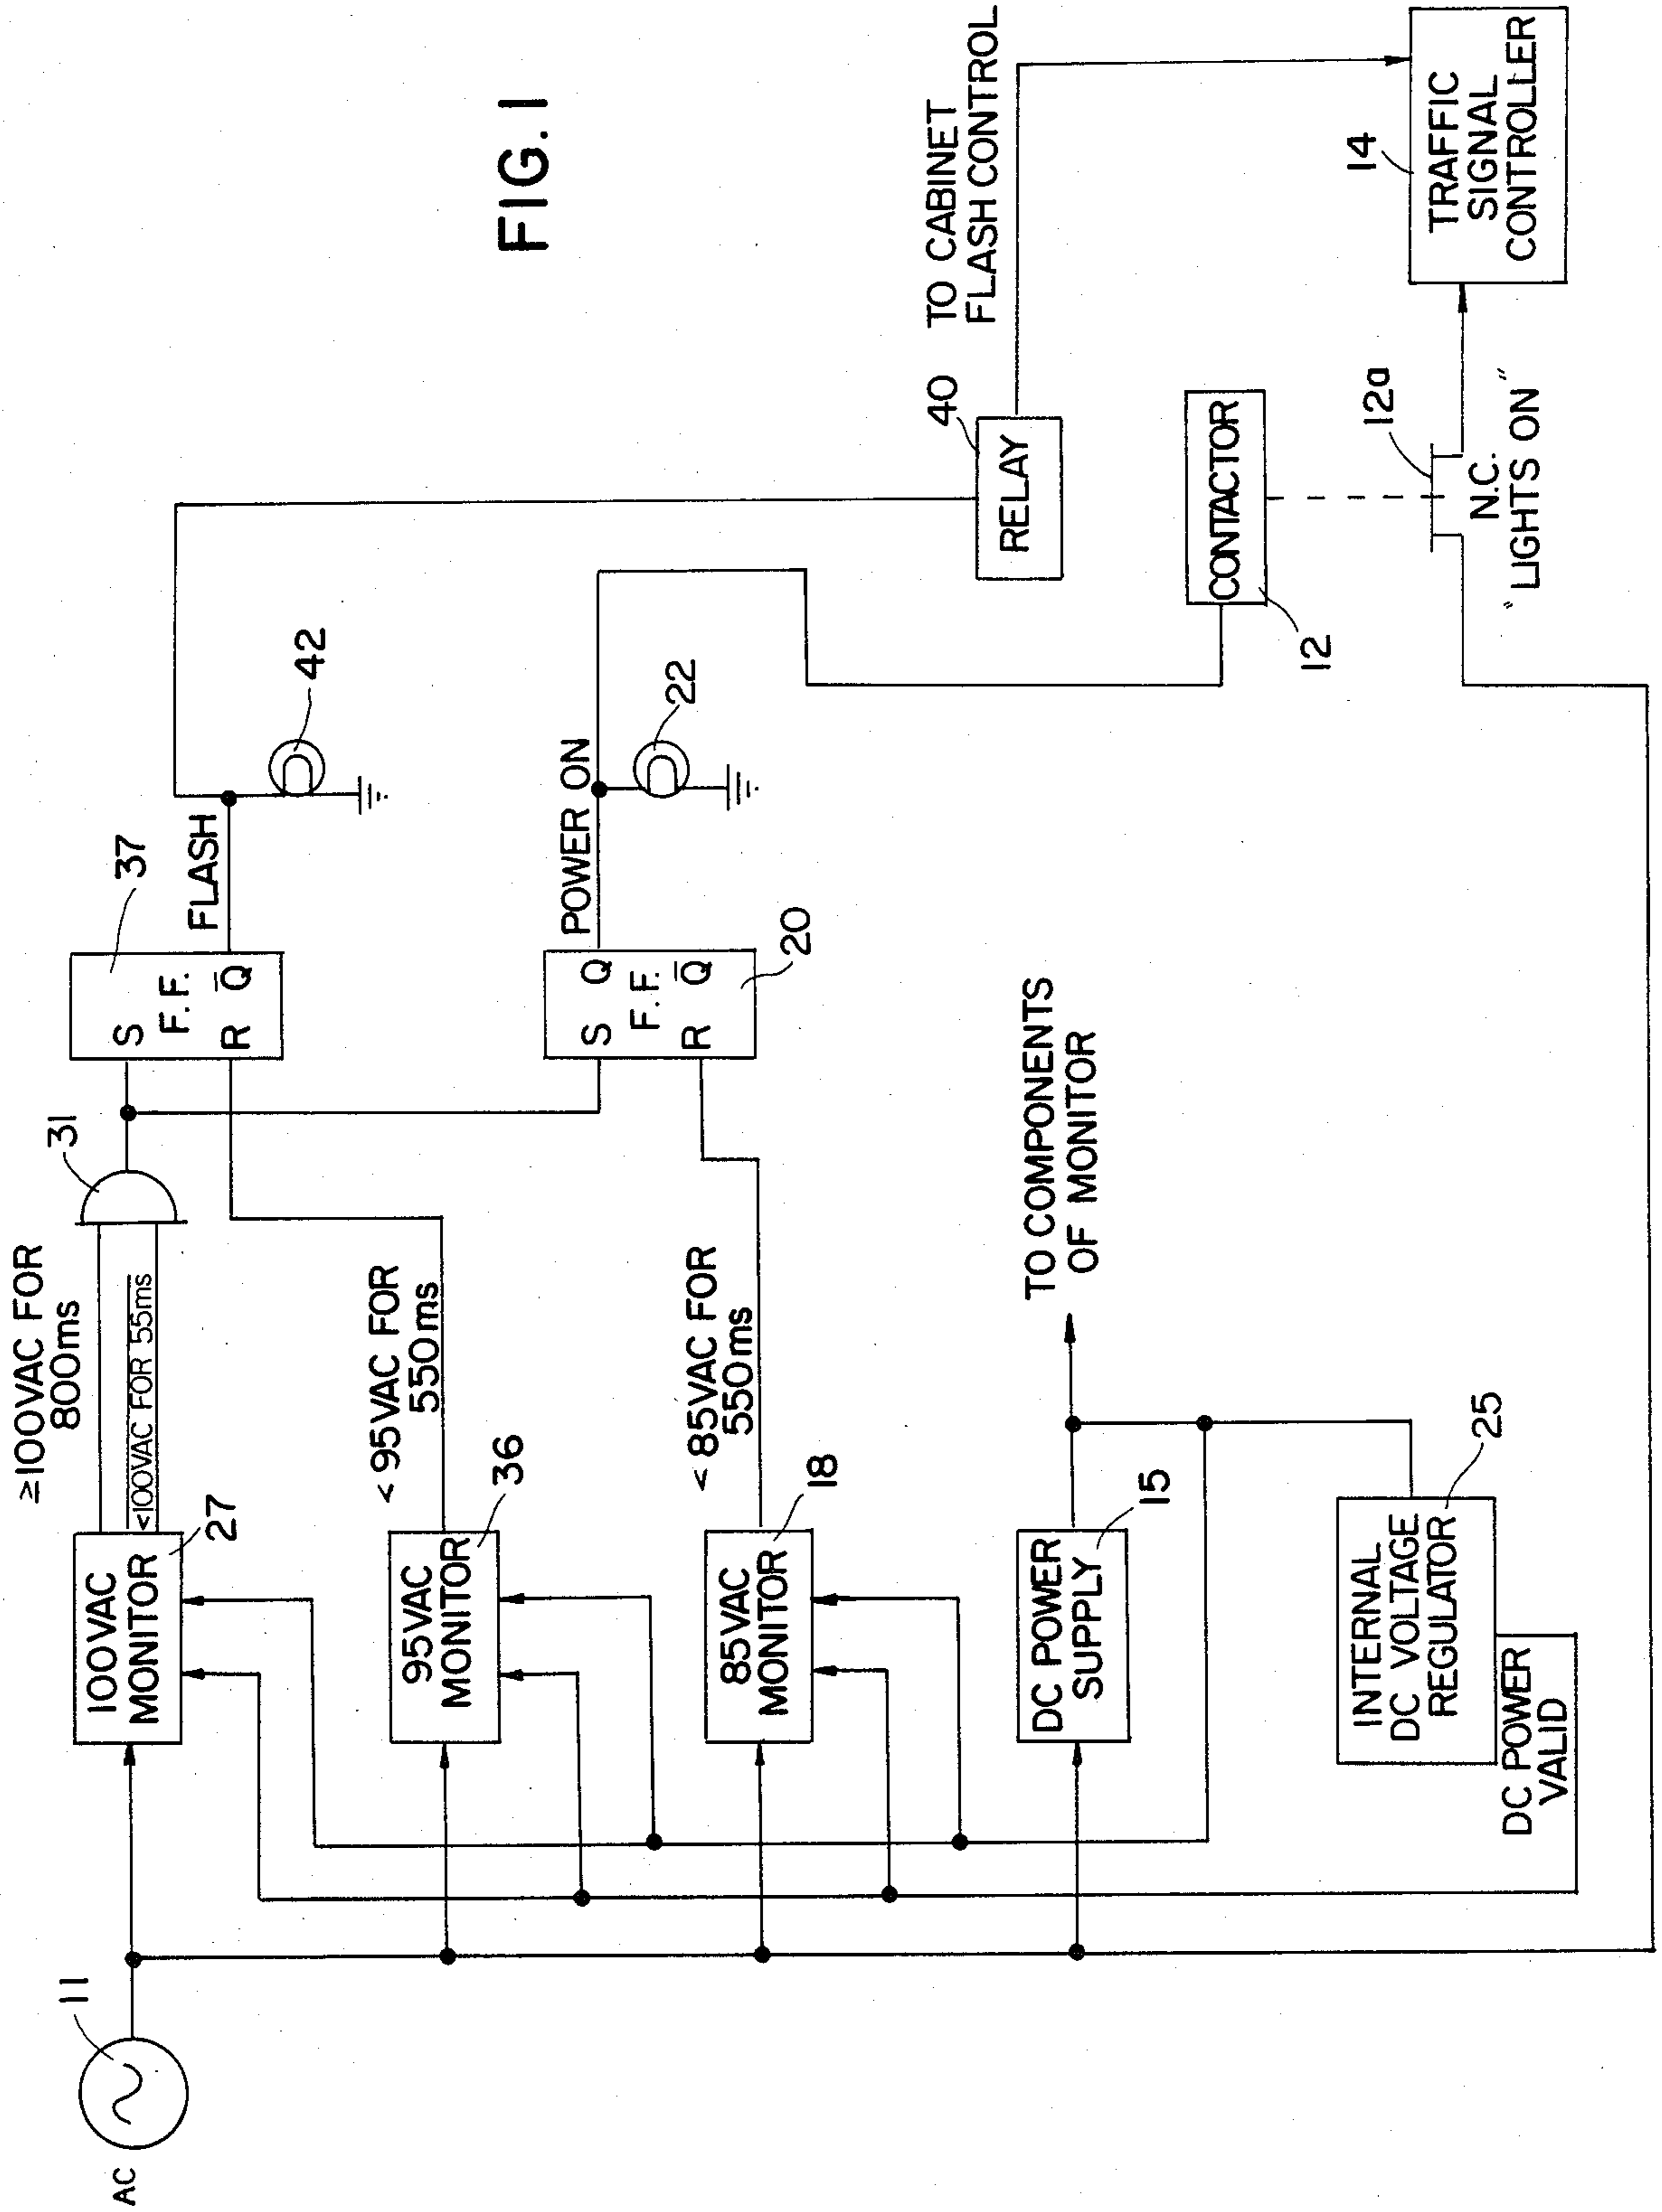 FIG. 1
AC
11
≥100VAC FOR
800ms
<100VAC FOR 55ms
100VAC
MONITOR
27
31
S
F.F.
R
Q̅
37
FLASH
42
<95VAC FOR
550ms
95VAC
MONITOR
36
S
Q
F.F.
R
Q̅
20
POWER ON
22
<85VAC FOR
550ms
85VAC
MONITOR
18
DC POWER
SUPPLY
15
TO COMPONENTS
OF MONITOR
RELAY
40
TO CABINET
FLASH CONTROL
CONTACTOR
12
INTERNAL
DC VOLTAGE
REGULATOR
25
DC POWER
VALID
12a
N.C.
"LIGHTS ON"
14
TRAFFIC
SIGNAL
CONTROLLER